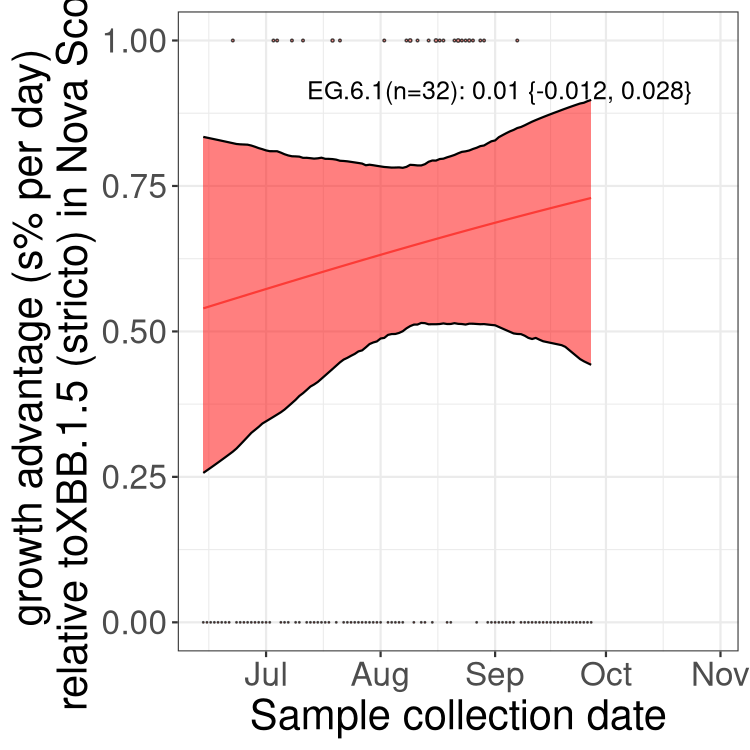 growth advantage (s% per day)
relative toXBB.1.5 (stricto) in Nova Sco
1.00
0.75
0.50
0.25
0.00
EG.6.1(n=32): 0.01 {-0.012, 0.028}
Jul Aug Sep Oct Nov
Sample collection date